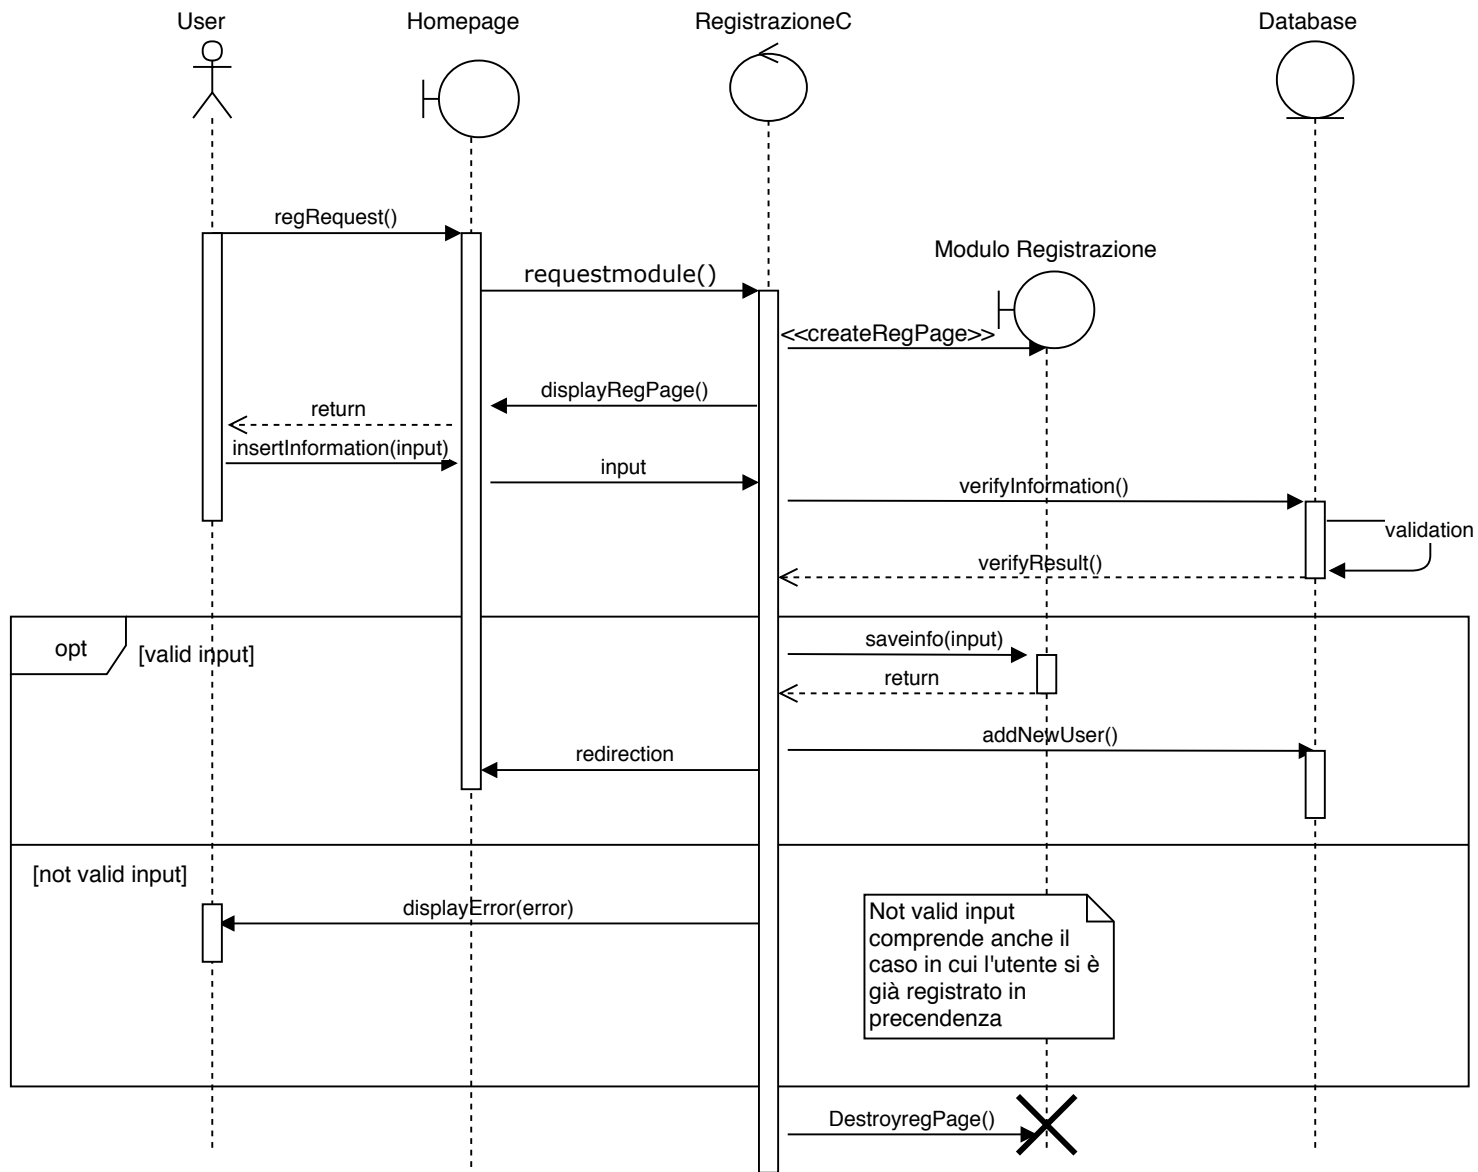 User
Homepage
RegistrazioneC
Database
regRequest()
Modulo Registrazione
requestmodule()
<<createRegPage>>
displayRegPage()
return
insertInformation(input)
input
verifyInformation()
validation
verifyResult()
opt
[valid input]
saveinfo(input)
return
addNewUser()
redirection
[not valid input]
displayError(error)
Not valid input
comprende anche il
caso in cui l'utente si è
già registrato in
precendenza
DestroyregPage()